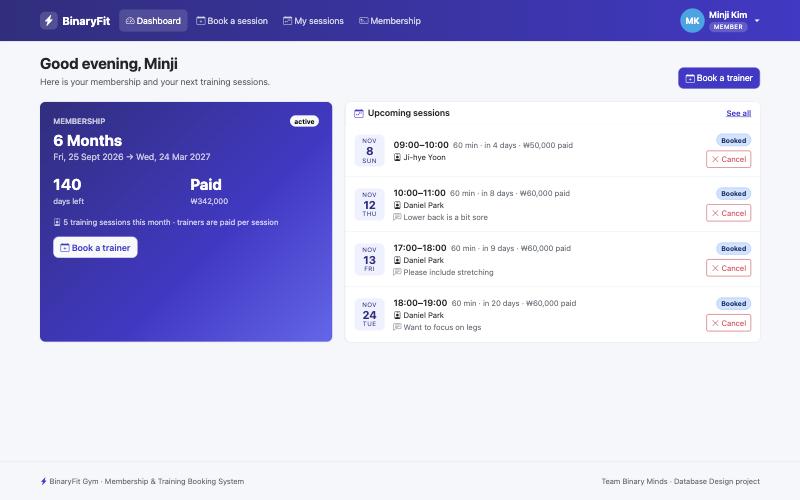 BinaryFit
Dashboard
Book a session
My sessions
Membership
MK
Minji Kim
MEMBER
Good evening, Minji
Here is your membership and your next training sessions.
Book a trainer
MEMBERSHIP
active
6 Months
Fri, 25 Sept 2026 → Wed, 24 Mar 2027
140
days left
Paid
₩342,000
5 training sessions this month · trainers are paid per session
Book a trainer
Upcoming sessions
See all
NOV
8
SUN
09:00–10:00 60 min · in 4 days · ₩50,000 paid
Ji-hye Yoon
Booked
Cancel
NOV
12
THU
10:00–11:00 60 min · in 8 days · ₩60,000 paid
Daniel Park
Lower back is a bit sore
Booked
Cancel
NOV
13
FRI
17:00–18:00 60 min · in 9 days · ₩60,000 paid
Daniel Park
Please include stretching
Booked
Cancel
NOV
24
TUE
18:00–19:00 60 min · in 20 days · ₩60,000 paid
Daniel Park
Want to focus on legs
Booked
Cancel
BinaryFit Gym · Membership & Training Booking System
Team Binary Minds · Database Design project